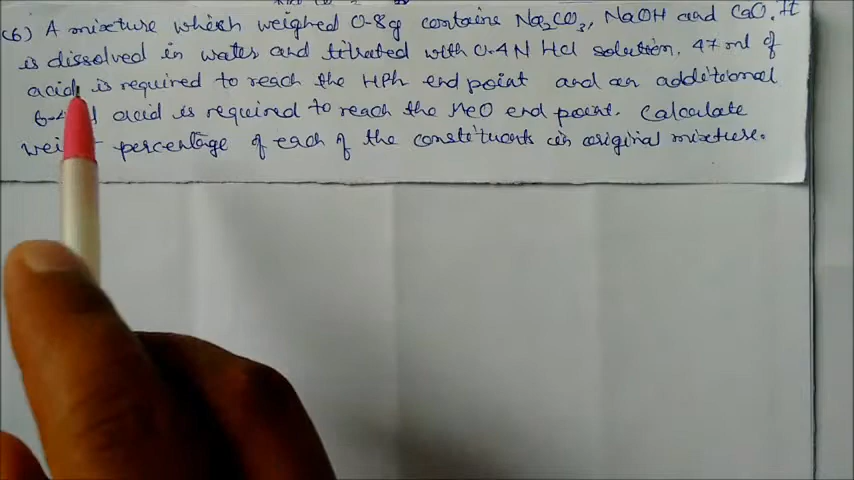 (6) A mixture which weighed 0.8g contains Na2CO3, NaOH and CaO. It
is dissolved in water and titrated with 0.4N HCl solution. 47 ml of
acid is required to reach the HPh end point and an additional
acid is required to reach the MeO end point. Calculate
percentage of each of the constituents in original mixture.